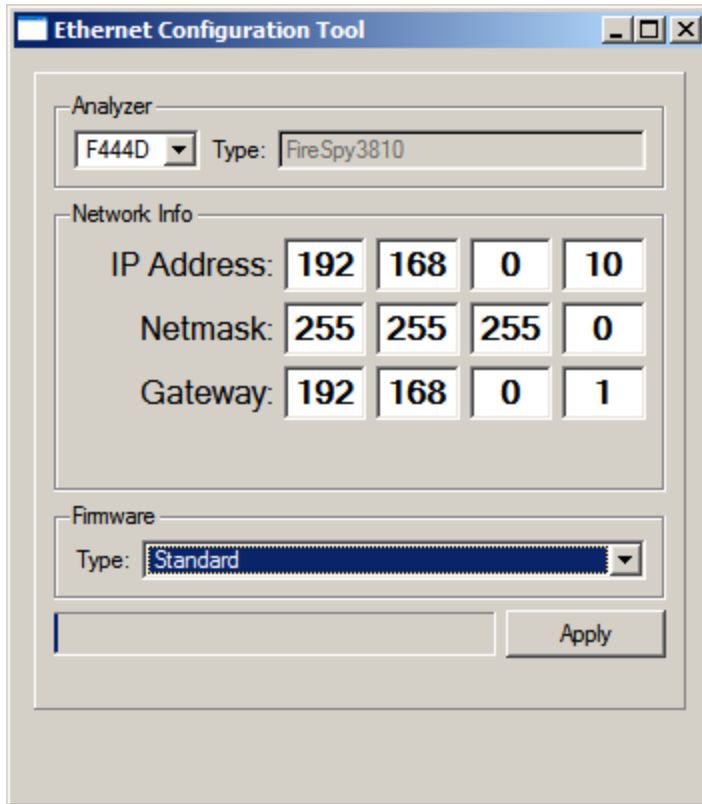 Ethernet Configuration Tool
Analyzer
F444D Type: FireSpy3810
Network Info
IP Address: 192 168 0 10
Netmask: 255 255 255 0
Gateway: 192 168 0 1
Firmware
Type: Standard
Apply